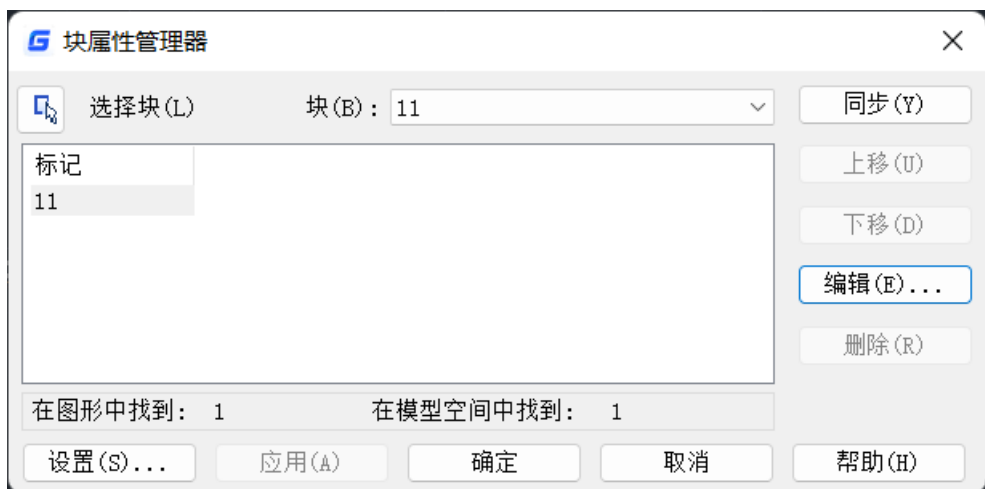 块属性管理器
选择块(L) 块(B): 11 同步(Y)
标记 上移(U)
11
下移(D)
编辑(E)...
删除(R)
在图形中找到: 1 在模型空间中找到: 1
设置(S)... 应用(A) 确定 取消 帮助(H)